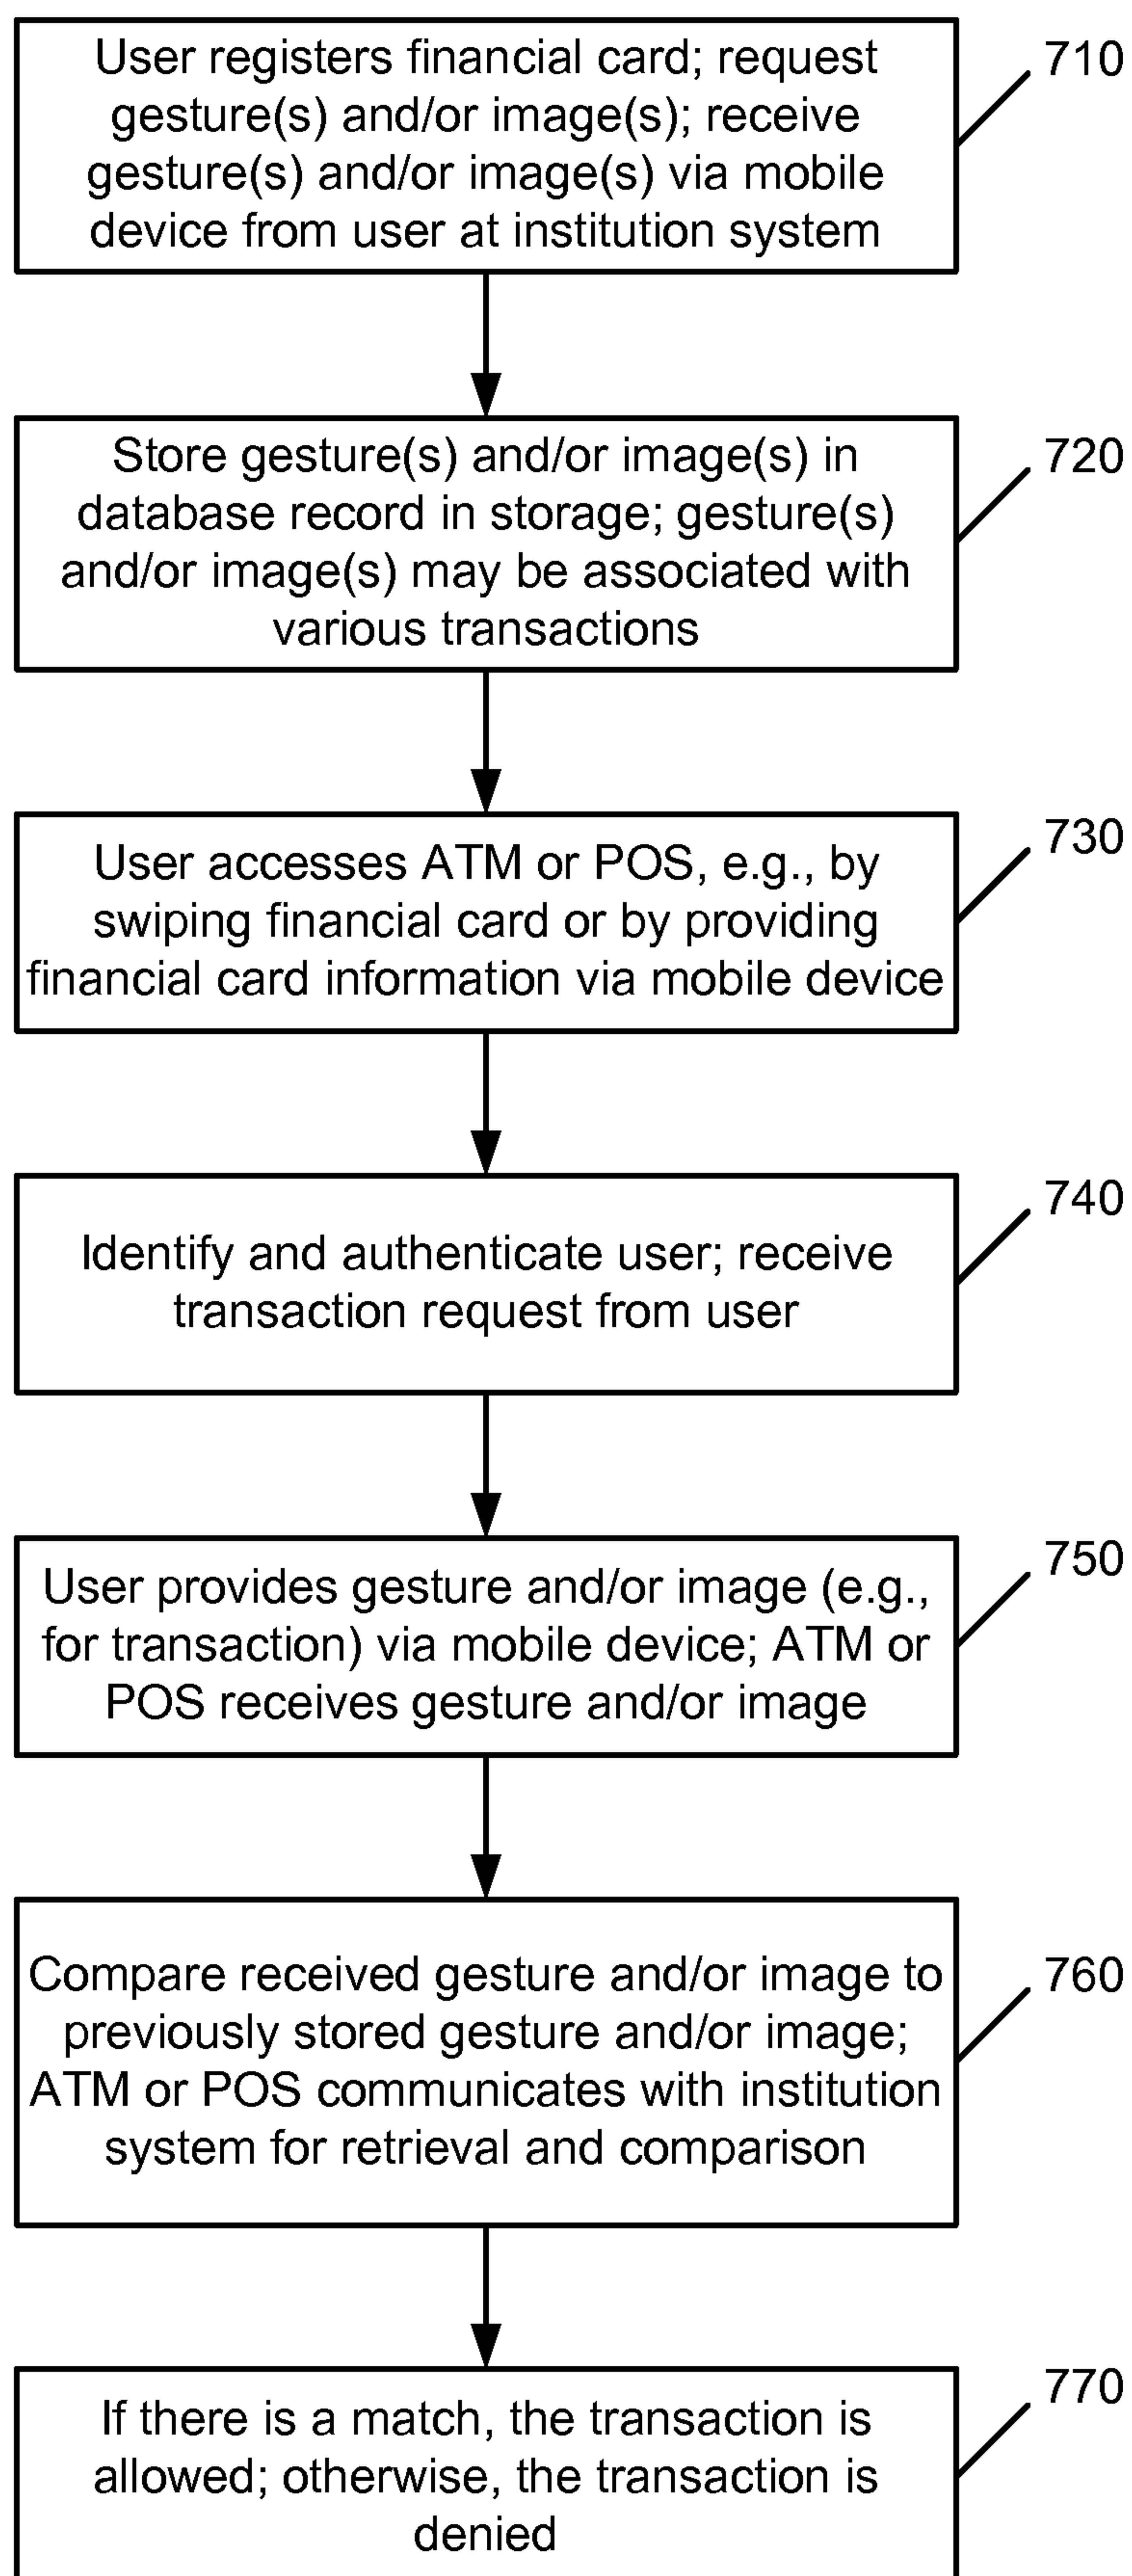 User registers financial card; request
gesture(s) and/or image(s); receive
gesture(s) and/or image(s) via mobile
device from user at institution system
710
Store gesture(s) and/or image(s) in
database record in storage; gesture(s)
and/or image(s) may be associated with
various transactions
720
User accesses ATM or POS, e.g., by
swiping financial card or by providing
financial card information via mobile device
730
Identify and authenticate user; receive
transaction request from user
740
User provides gesture and/or image (e.g.,
for transaction) via mobile device; ATM or
POS receives gesture and/or image
750
Compare received gesture and/or image to
previously stored gesture and/or image;
ATM or POS communicates with institution
system for retrieval and comparison
760
If there is a match, the transaction is
allowed; otherwise, the transaction is
denied
770